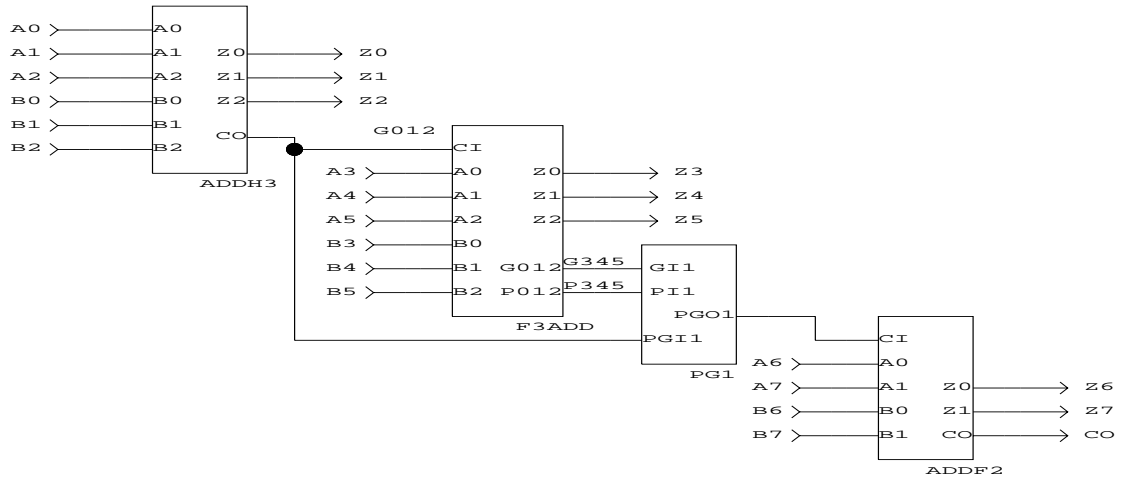 A0 A0
A1 A1 Z0 Z0
A2 A2 Z1 Z1
B0 B0 Z2 Z2
B1 B1
CO
B2 B2
ADDH3
G012
CI
A3 A0 Z0 Z3
A4 A1 Z1 Z4
A5 A2 Z2 Z5
B3 B0
B4 B1 G012 G345 GI1
B5 B2 P012 P345 PI1
PGO1
F3ADD
PGI1
PG1
CI
A6 A0
A7 A1 Z0 Z6
B6 B0 Z1 Z7
B7 B1 CO CO
ADDF2